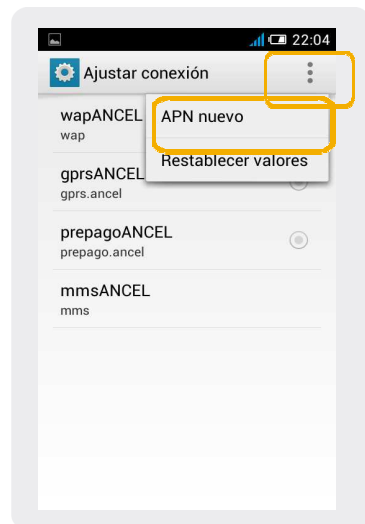 22:04
Ajustar conexión
wapANCEL
wap
APN nuevo
Restablecer valores
gprsANCEL
gprs.ancel
prepagoANCEL
prepago.ancel
mmsANCEL
mms